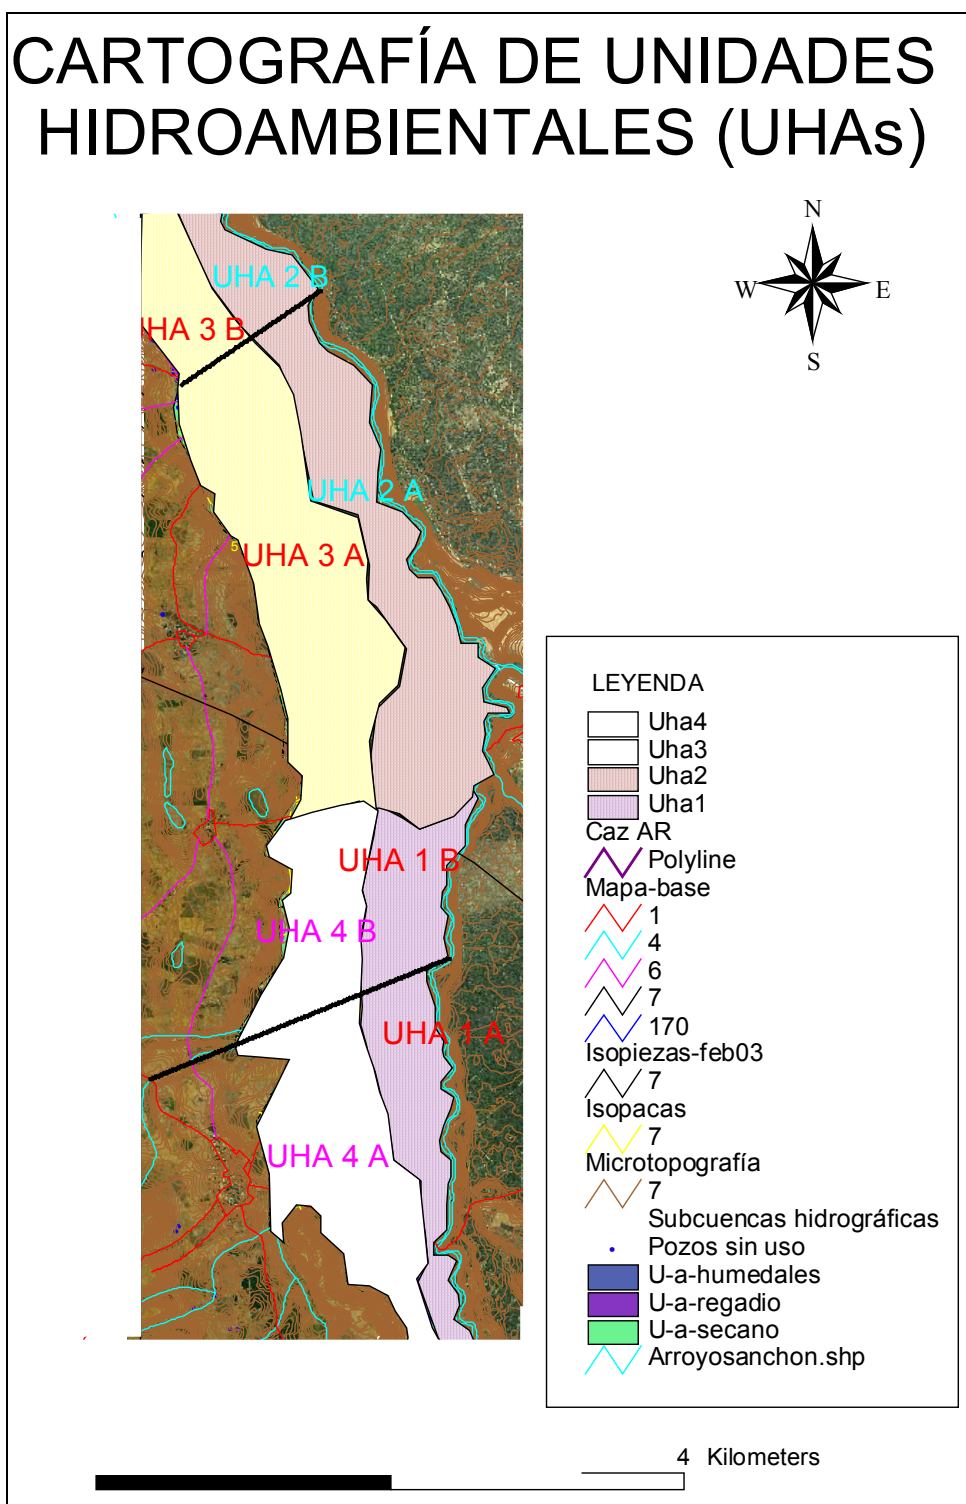 CARTOGRAFÍA DE UNIDADES
HIDROAMBIENTALES (UHAs)
N
W E
S
UHA 2 B
HA 3 B
UHA 2 A
UHA 3 A
5
UHA 1 B
UHA 4 B
UHA 1 A
UHA 4 A
LEYENDA
Uha4
Uha3
Uha2
Uha1
Caz AR
Polyline
Mapa-base
1
4
6
7
170
Isopiezas-feb03
7
Isopacas
7
Microtopografía
7
Subcuencas hidrográficas
Pozos sin uso
U-a-humedales
U-a-regadio
U-a-secano
Arroyosanchon.shp
4 Kilometers